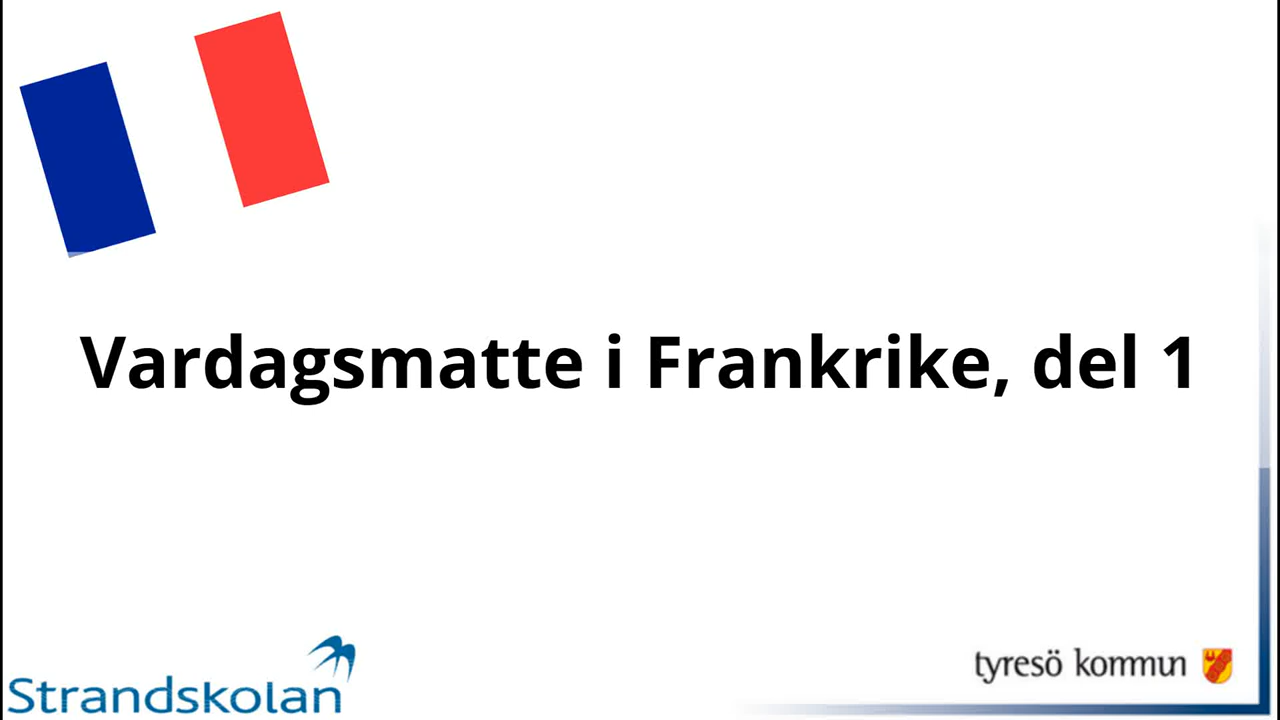 Vardagsmatte i Frankrike, del 1
Strandskolan
tyresö kommun